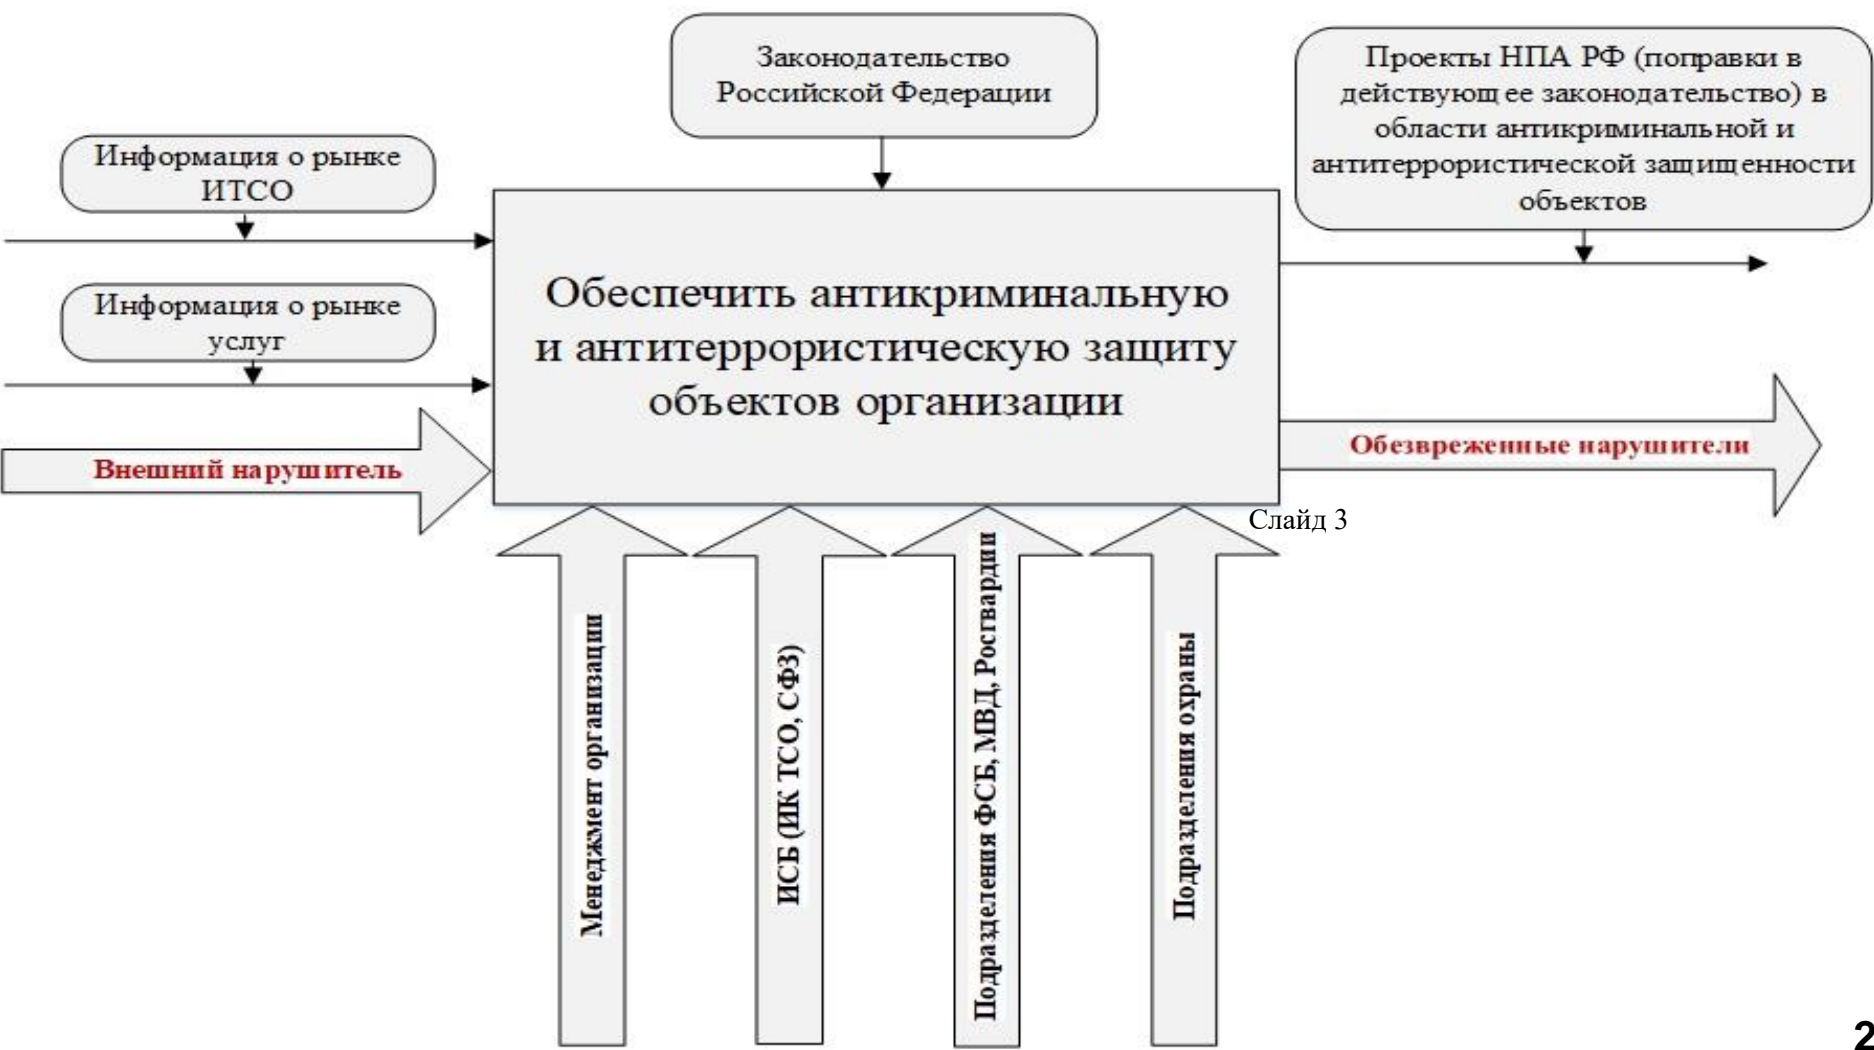 Законодательство
Российской Федерации
Проекты НПА РФ (поправки в
действующее законодательство) в
области антикриминальной и
антитеррористической защищенности
объектов
Информация о рынке
ИТСО
Информация о рынке
услуг
Обеспечить антикриминальную
и антитеррористическую защиту
объектов организации
Внешний нарушитель
Обезвреженные нарушители
Слайд 3
Менеджмент организации
ИСБ (ИК ТСО, СФЗ)
Подразделения ФСБ, МВД, Росгвардии
Подразделения охраны
2